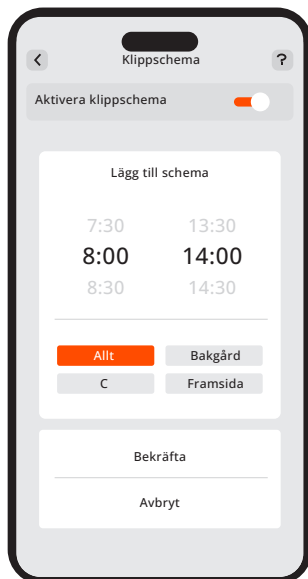 Klippschema ?
Aktivera klippschema
Lägg till schema
7:30 13:30
8:00 14:00
8:30 14:30
Allt Bakgård
C Framsida
Bekräfta
Avbryt